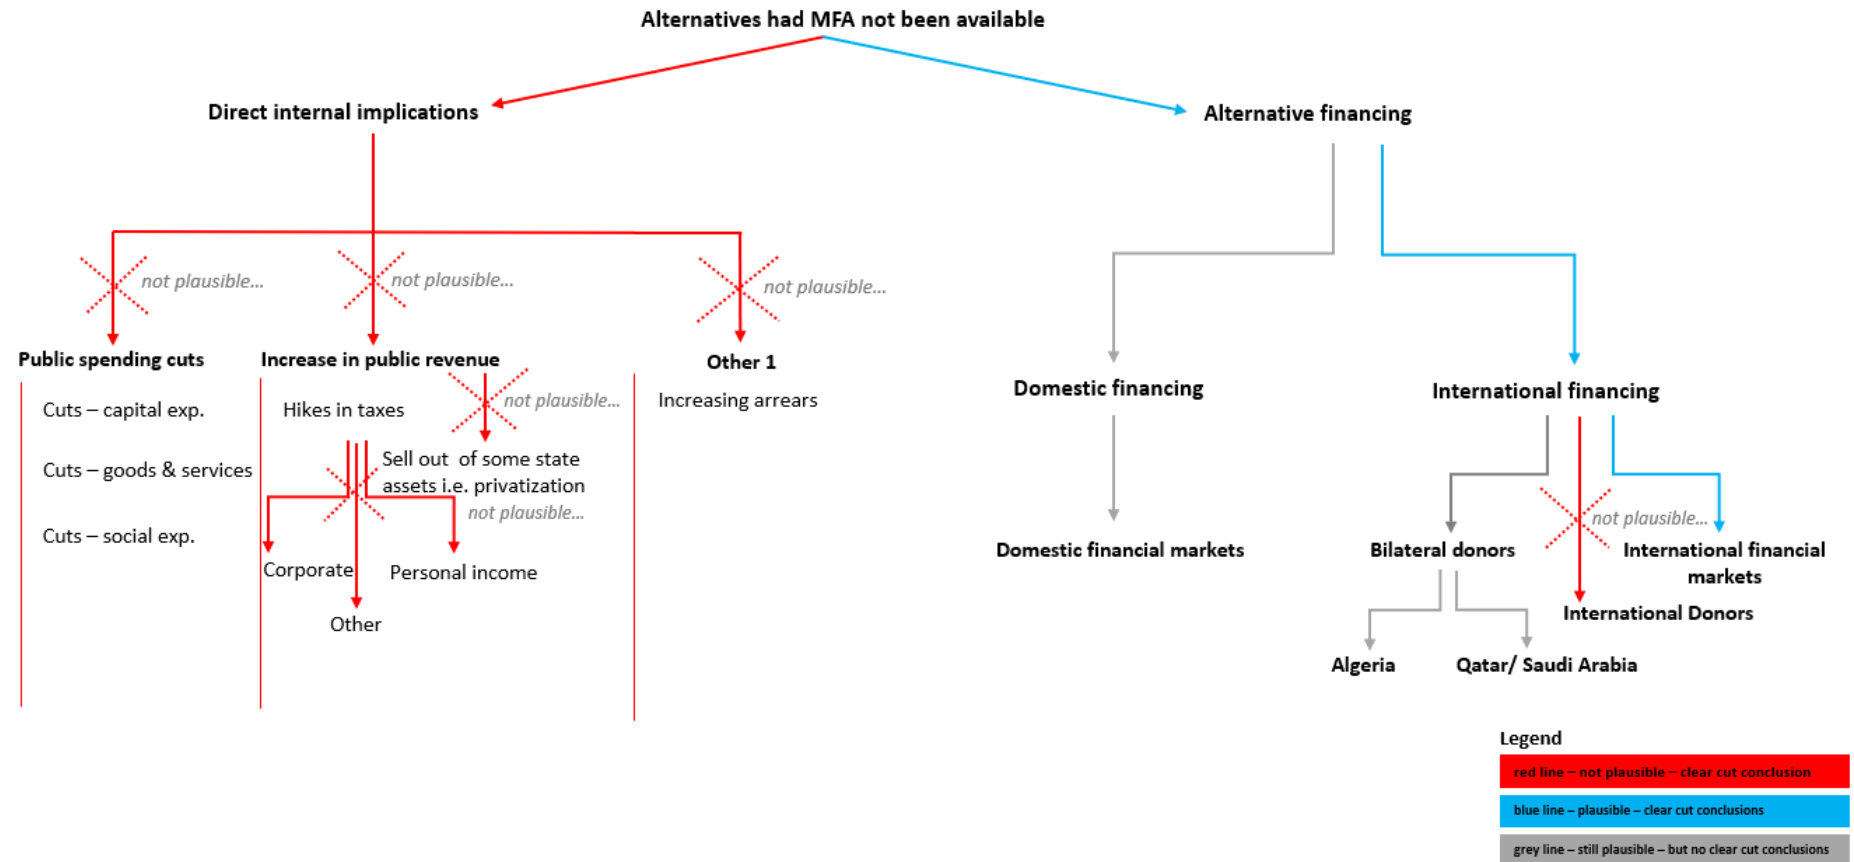 Alternatives had MFA not been available
Direct internal implications
Alternative financing
not plausible...
not plausible...
not plausible...
Public spending cuts
Increase in public revenue
Other 1
Cuts – capital exp.
Cuts – goods & services
Cuts – social exp.
Hikes in taxes
not plausible...
Sell out of some state
assets i.e. privatization
not plausible...
Corporate
Personal income
Other
Increasing arrears
Domestic financing
International financing
Domestic financial markets
Bilateral donors
not plausible...
International financial
markets
International Donors
Algeria
Qatar/ Saudi Arabia
Legend
red line – not plausible – clear cut conclusion
blue line – plausible – clear cut conclusions
grey line – still plausible – but no clear cut conclusions